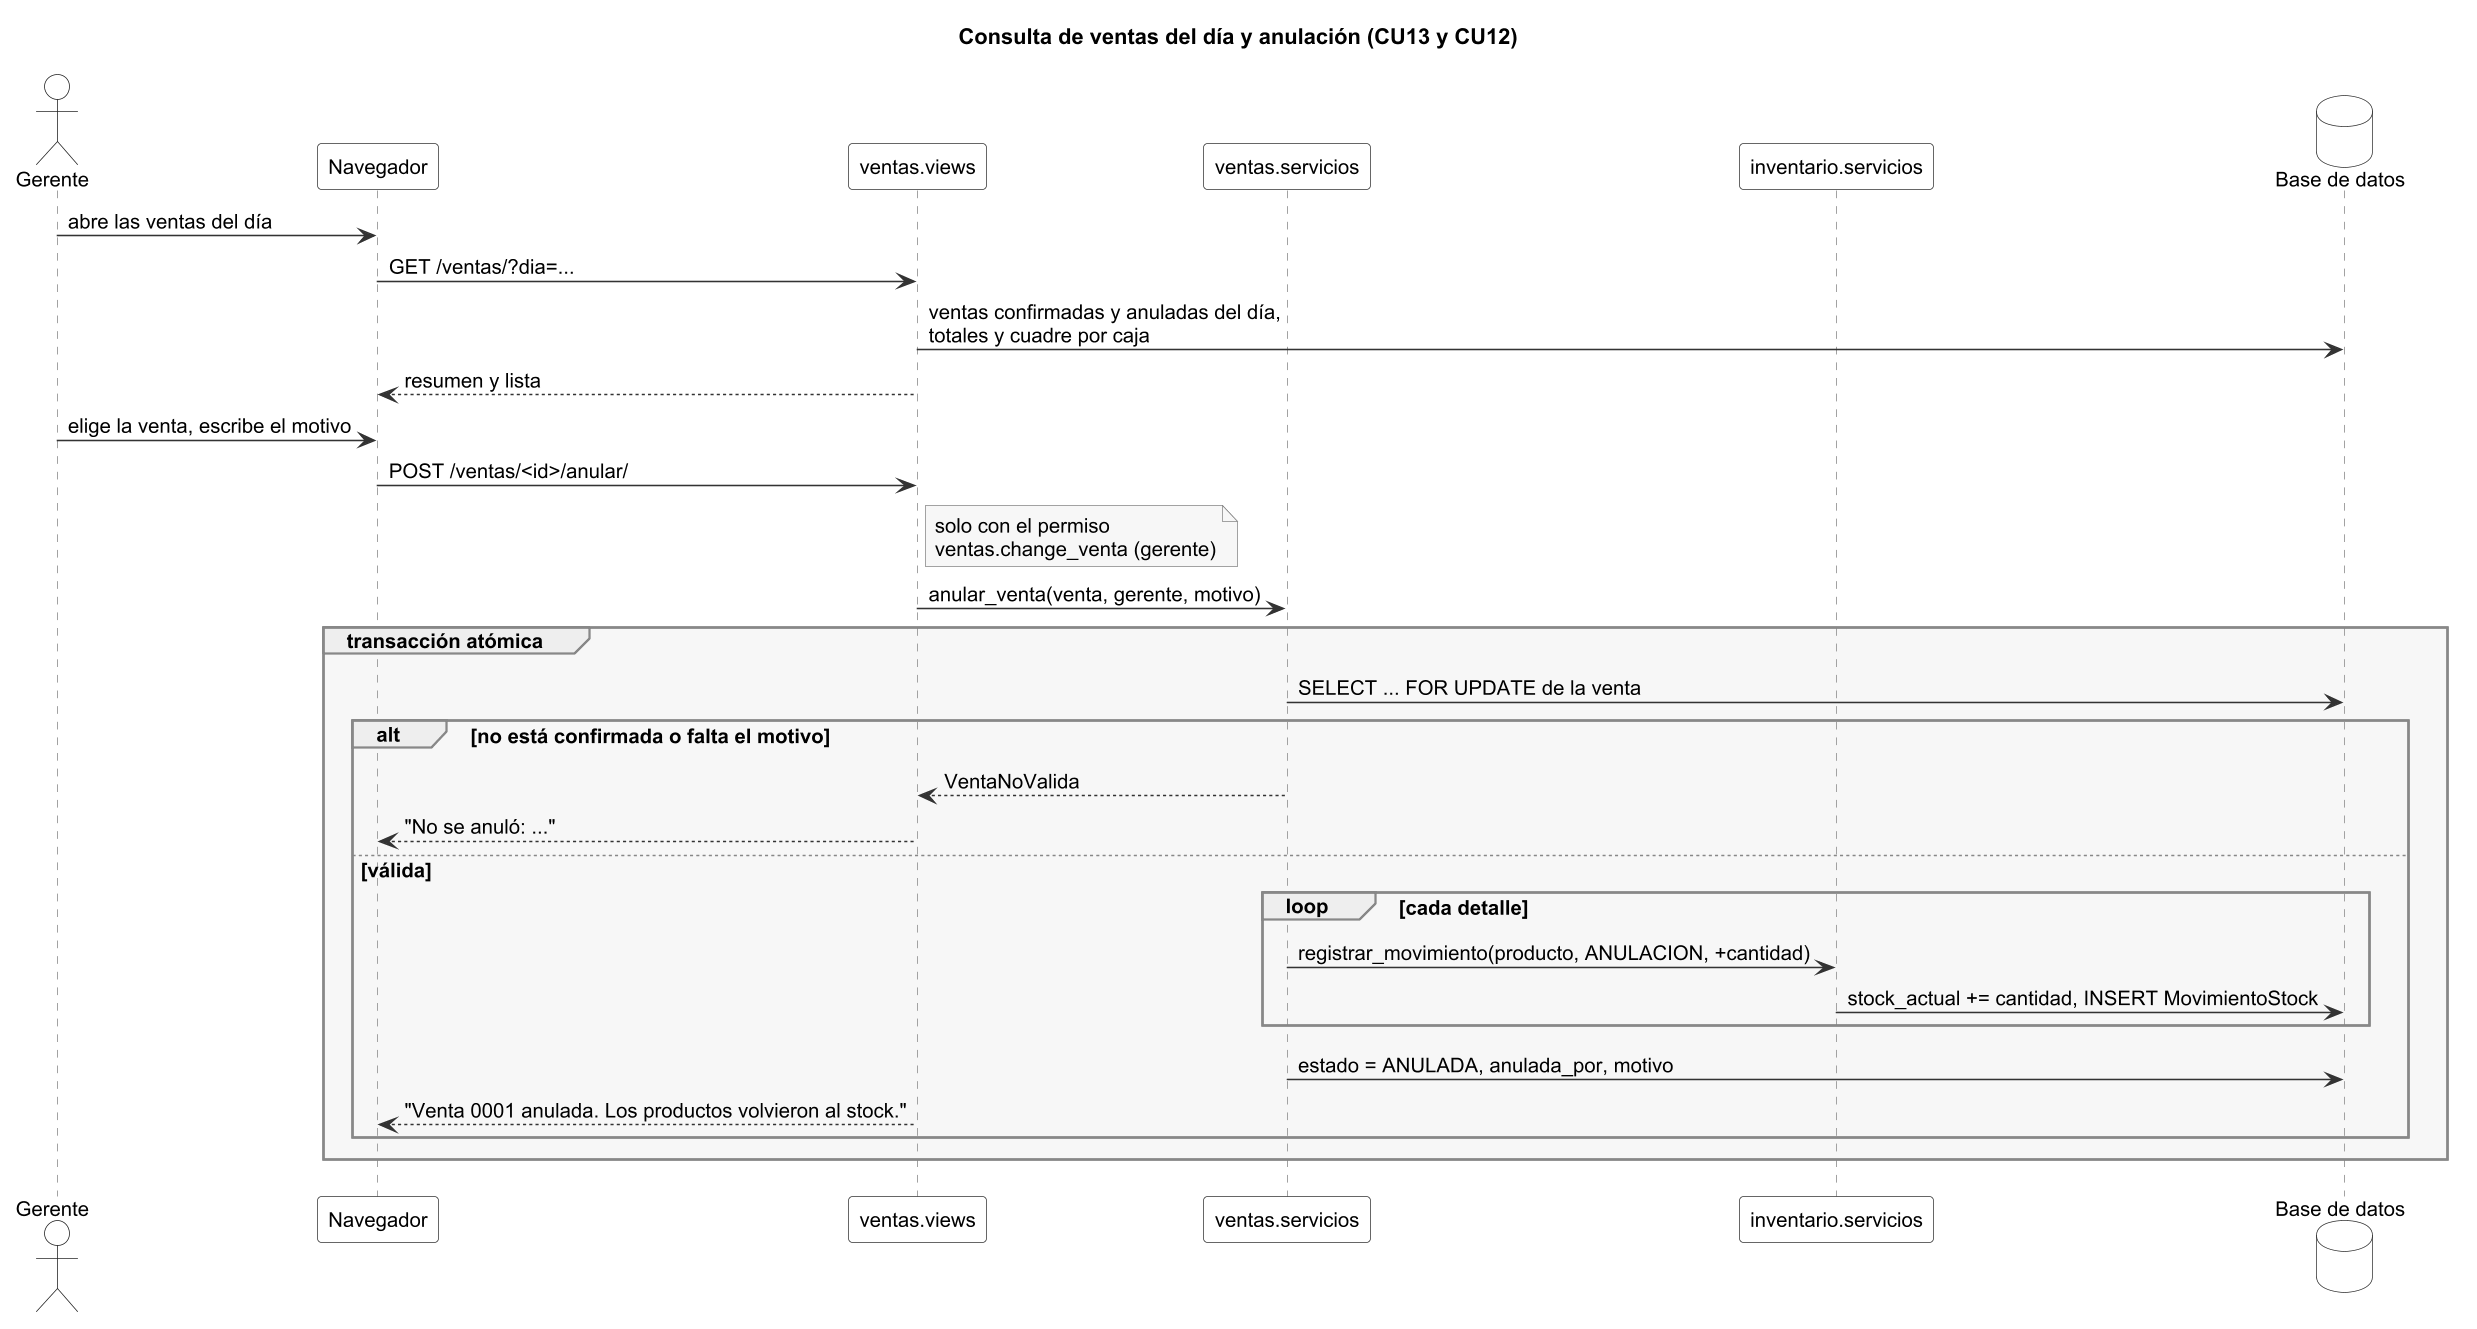 Consulta de ventas del día y anulación (CU13 y CU12)
Gerente
Navegador
ventas.views
ventas.servicios
inventario.servicios
Base de datos
abre las ventas del día
GET /ventas/?dia=...
ventas confirmadas y anuladas del día,
totales y cuadre por caja
resumen y lista
elige la venta, escribe el motivo
POST /ventas/<id>/anular/
solo con el permiso
ventas.change_venta (gerente)
anular_venta(venta, gerente, motivo)
transacción atómica
SELECT ... FOR UPDATE de la venta
alt [no está confirmada o falta el motivo]
VentaNoValida
"No se anuló: ..."
[válida]
loop [cada detalle]
registrar_movimiento(producto, ANULACION, +cantidad)
stock_actual += cantidad, INSERT MovimientoStock
estado = ANULADA, anulada_por, motivo
"Venta 0001 anulada. Los productos volvieron al stock."
Gerente
Navegador
ventas.views
ventas.servicios
inventario.servicios
Base de datos